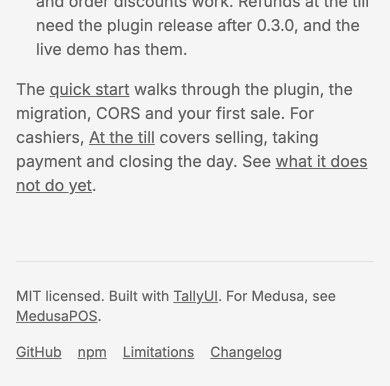 and order discounts work. Refunds at the till
need the plugin release after 0.3.0, and the
live demo has them.
The quick start walks through the plugin, the
migration, CORS and your first sale. For
cashiers, At the till covers selling, taking
payment and closing the day. See what it does
not do yet.
MIT licensed. Built with TallyUI. For Medusa, see
MedusaPOS.
GitHub npm Limitations Changelog